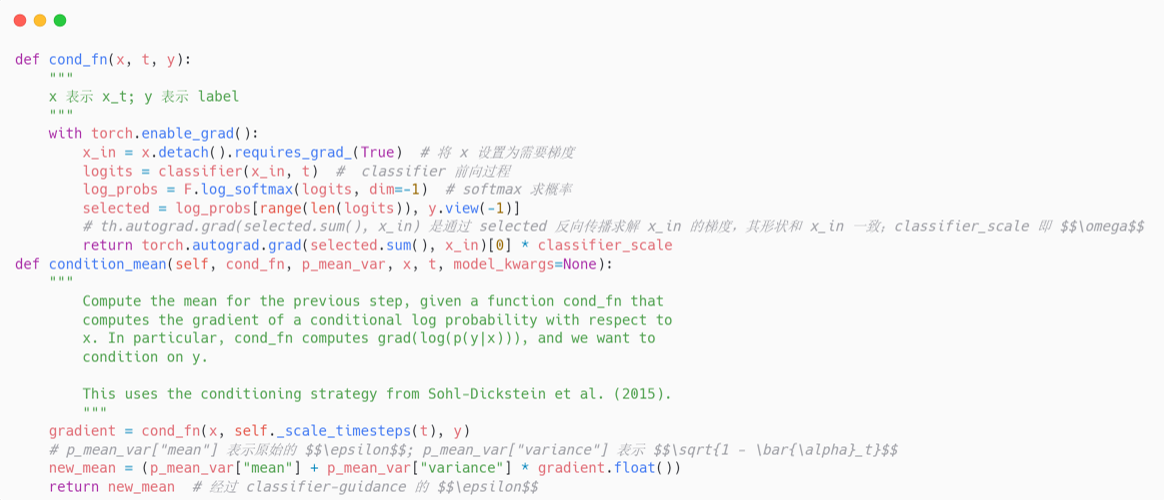 def cond_fn(x, t, y):
    """
    x 表示 x_t; y 表示 label
    """
    with torch.enable_grad():
        x_in = x.detach().requires_grad_(True)  # 将 x 设置为需要梯度
        logits = classifier(x_in, t)  #  classifier 前向过程
        log_probs = F.log_softmax(logits, dim=-1)  # softmax 求概率
        selected = log_probs[range(len(logits)), y.view(-1)]
        # th.autograd.grad(selected.sum(), x_in) 是通过 selected 反向传播求解 x_in 的梯度，其形状和 x_in 一致；classifier_scale 即 $$\omega$$
        return torch.autograd.grad(selected.sum(), x_in)[0] * classifier_scale
def condition_mean(self, cond_fn, p_mean_var, x, t, model_kwargs=None):
    """
        Compute the mean for the previous step, given a function cond_fn that
        computes the gradient of a conditional log probability with respect to
        x. In particular, cond_fn computes grad(log(p(y|x))), and we want to
        condition on y.

        This uses the conditioning strategy from Sohl-Dickstein et al. (2015).
        """
    gradient = cond_fn(x, self._scale_timesteps(t), y)
    # p_mean_var["mean"] 表示原始的 $$\epsilon$$; p_mean_var["variance"] 表示 $$\sqrt{1 - \bar{\alpha}_t}$$
    new_mean = (p_mean_var["mean"] + p_mean_var["variance"] * gradient.float())
    return new_mean  # 经过 classifier-guidance 的 $$\epsilon$$